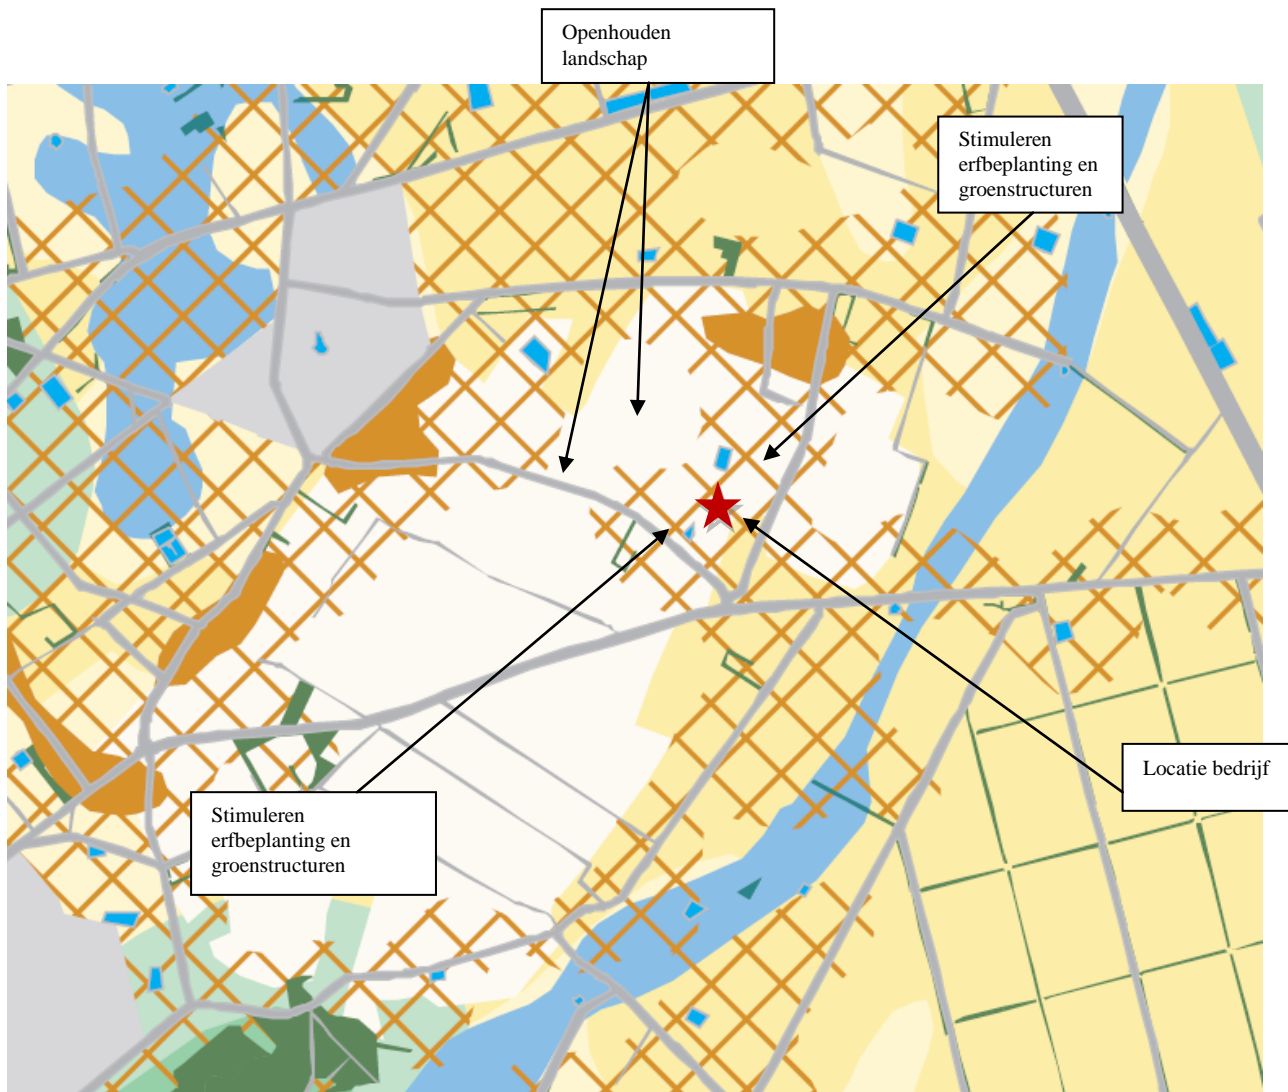 Openhouden
landschap
Stimuleren
erfbeplanting en
groenstructuren
Locatie bedrijf
Stimuleren
erfbeplanting en
groenstructuren